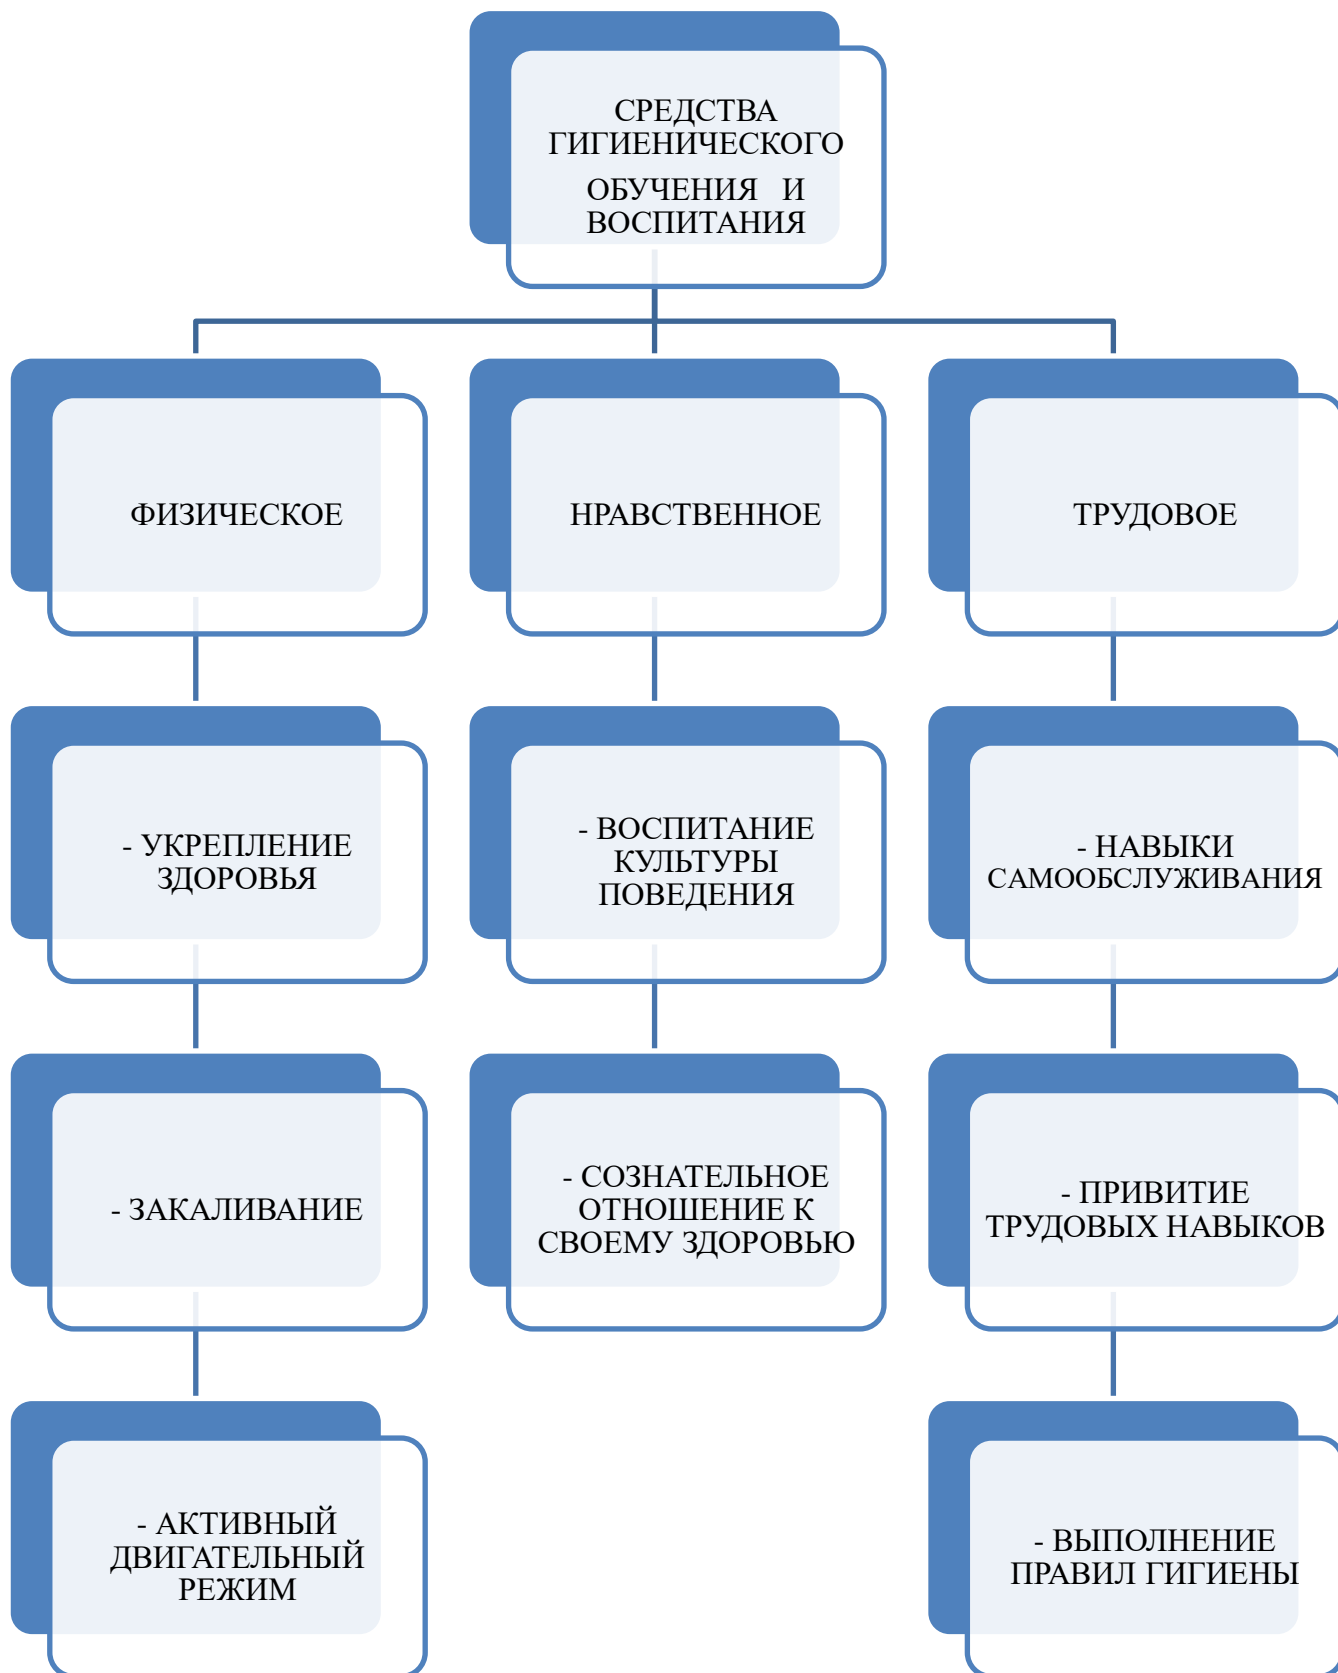 СРЕДСТВА
ГИГИЕНИЧЕСКОГО
ОБУЧЕНИЯ И
ВОСПИТАНИЯ
ФИЗИЧЕСКОЕ
НРАВСТВЕННОЕ
ТРУДОВОЕ
- УКРЕПЛЕНИЕ
ЗДОРОВЬЯ
- ВОСПИТАНИЕ
КУЛЬТУРЫ
ПОВЕДЕНИЯ
- НАВЫКИ
САМООБСЛУЖИВАНИЯ
- ЗАКАЛИВАНИЕ
- СОЗНАТЕЛЬНОЕ
ОТНОШЕНИЕ К
СВОЕМУ ЗДОРОВЬЮ
- ПРИВИТИЕ
ТРУДОВЫХ НАВЫКОВ
- АКТИВНЫЙ
ДВИГАТЕЛЬНЫЙ
РЕЖИМ
- ВЫПОЛНЕНИЕ
ПРАВИЛ ГИГИЕНЫ